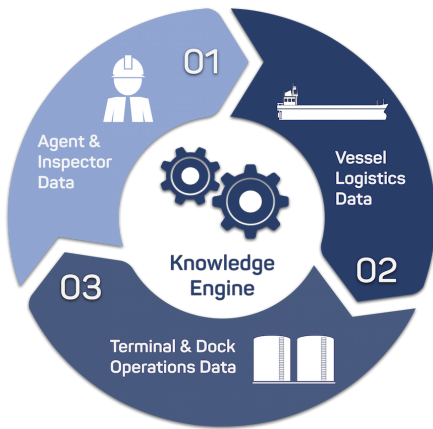 01
Agent &
Inspector
Data
Vessel
Logistics
Data
02
03
Terminal & Dock
Operations Data
Knowledge
Engine